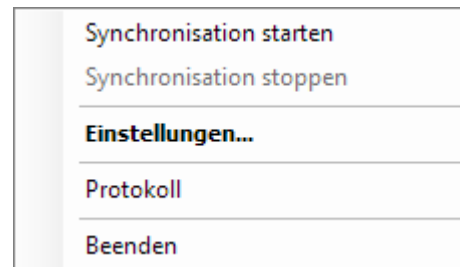 Synchronisation starten
Synchronisation stoppen
Einstellungen...
Protokoll
Beenden